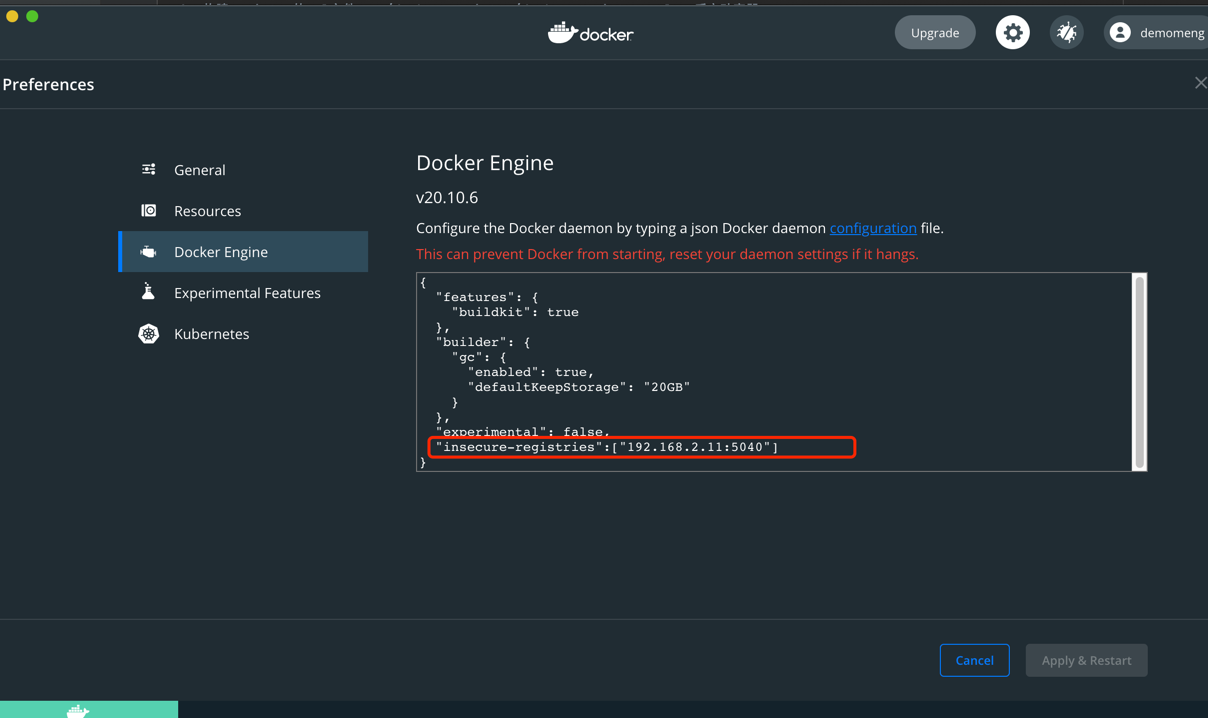 docker
Upgrade
demomeng
Preferences
General
Resources
Docker Engine
Experimental Features
Kubernetes
Docker Engine
v20.10.6
Configure the Docker daemon by typing a json Docker daemon configuration file.
This can prevent Docker from starting, reset your daemon settings if it hangs.
{
"features": {
"buildkit": true
},
"builder": {
"gc": {
"enabled": true,
"defaultKeepStorage": "20GB"
}
},
"experimental": false,
"insecure-registries":["192.168.2.11:5040"]
}
Cancel
Apply & Restart